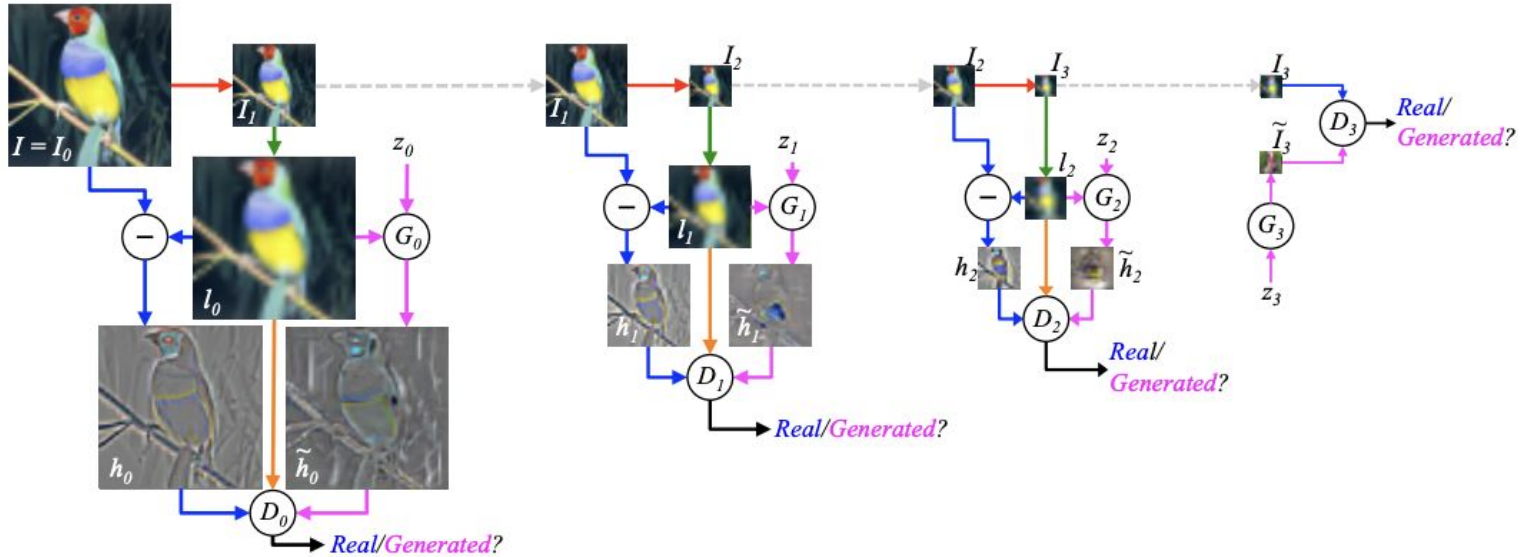 I = I₀
I₁
l₀
z₀
G₀
−
h₀
h̃₀
D₀
Real/Generated?
I₁
I₂
l₁
z₁
G₁
−
h₁
h̃₁
D₁
Real/Generated?
I₂
I₃
l₂
z₂
G₂
−
h₂
h̃₂
D₂
Real/
Generated?
I₃
Ĩ₃
D₃
Real/
Generated?
G₃
z₃